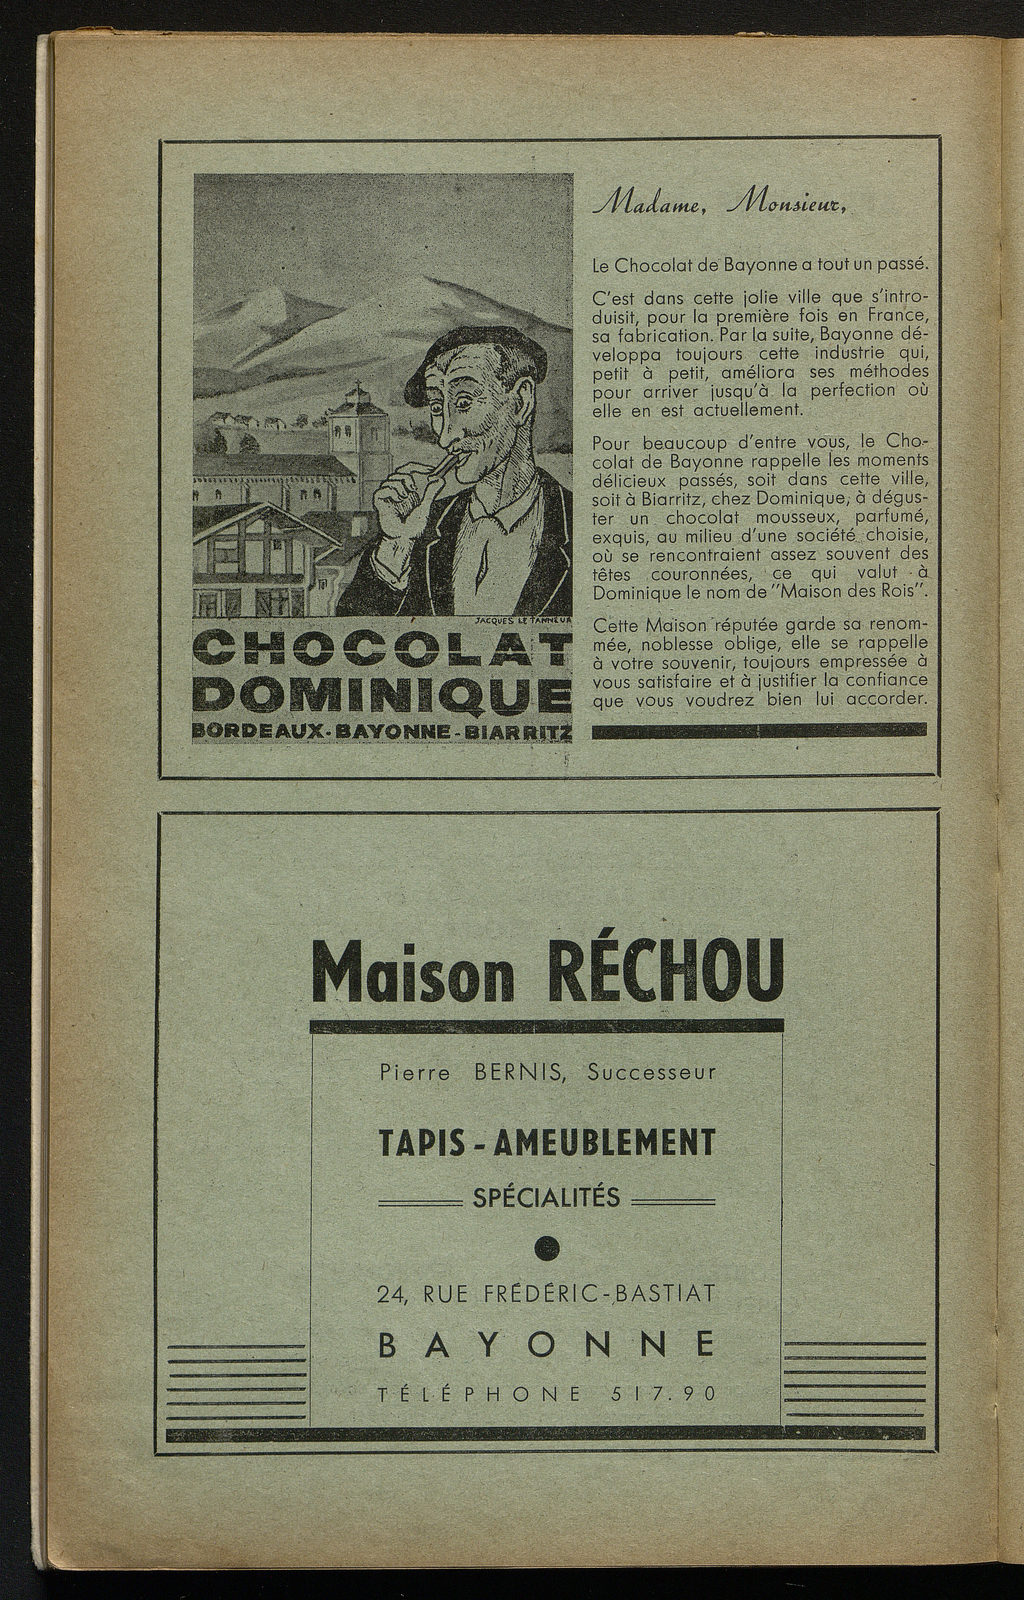 Madame, Monsieur,
Le Chocolat de Bayonne a tout un passé.
C'est dans cette jolie ville que s'intro-
duisit, pour la première fois en France,
sa fabrication. Par la suite, Bayonne dé-
veloppa toujours cette industrie qui,
petit à petit, améliora ses méthodes
pour arriver jusqu'à la perfection où
elle en est actuellement.
Pour beaucoup d'entre vous, le Cho-
colat de Bayonne rappelle les moments
délicieux passés, soit dans cette ville,
soit à Biarritz, chez Dominique, à dégus-
ter un chocolat mousseux, parfumé,
exquis, au milieu d'une société choisie,
où se rencontraient assez souvent des
têtes couronnées, ce qui valut à
Dominique le nom de "Maison des Rois".
Cette Maison réputée garde sa renom-
mée, noblesse oblige, elle se rappelle
à votre souvenir, toujours empressée à
vous satisfaire et à justifier la confiance
que vous voudrez bien lui accorder.
JACQUES LE TANNEUR
CHOCOLAT
DOMINIQUE
BORDEAUX-BAYONNE-BIARRITZ
Maison RÉCHOU
Pierre BERNIS, Successeur
TAPIS - AMEUBLEMENT
SPÉCIALITÉS
24, RUE FRÉDÉRIC-BASTIAT
BAYONNE
TÉLÉPHONE 517.90